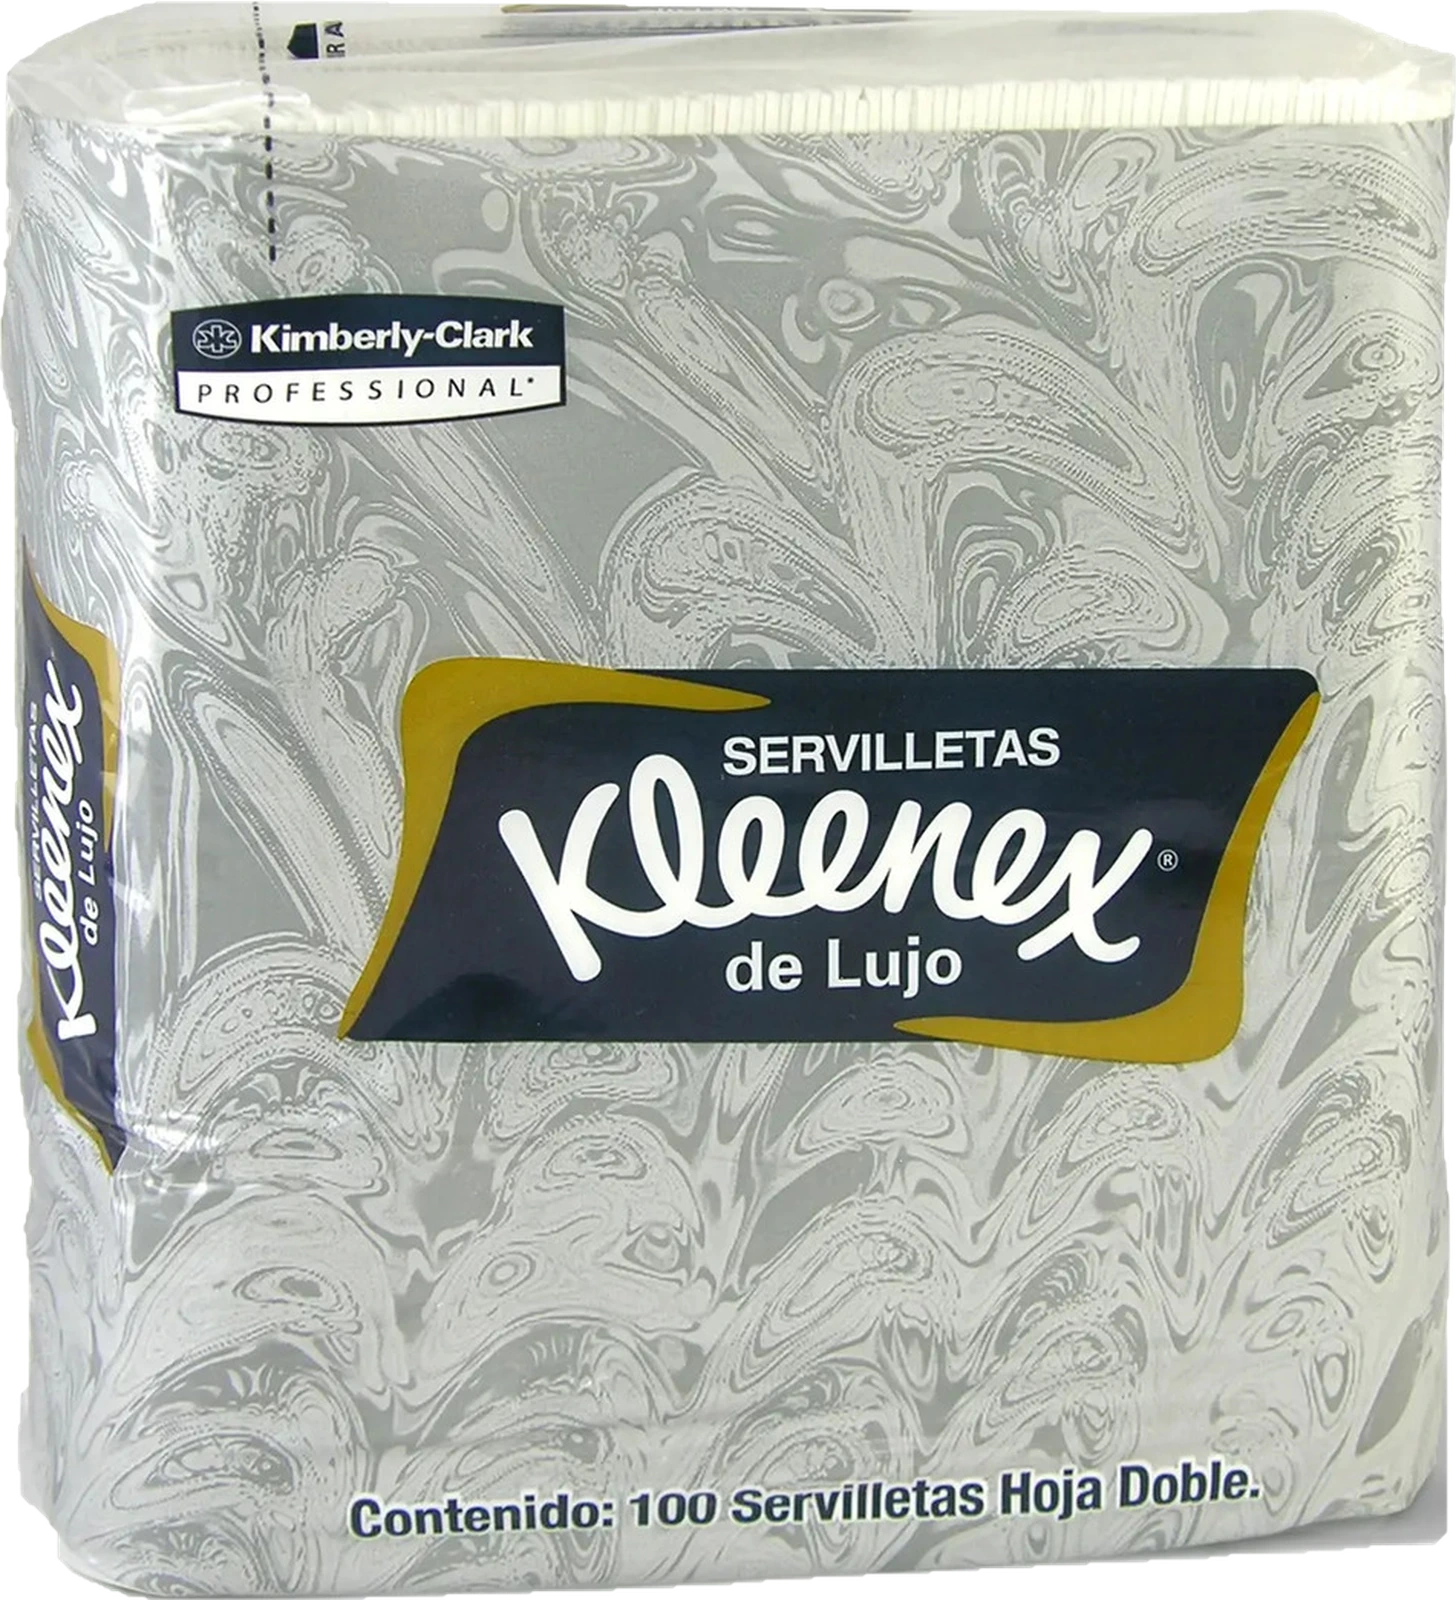 Kimberly-Clark
PROFESSIONAL*
SERVILLETAS
Kleenex®
de Lujo
SERVILLETAS
Kleenex
de Lujo
Contenido: 100 Servilletas Hoja Doble.